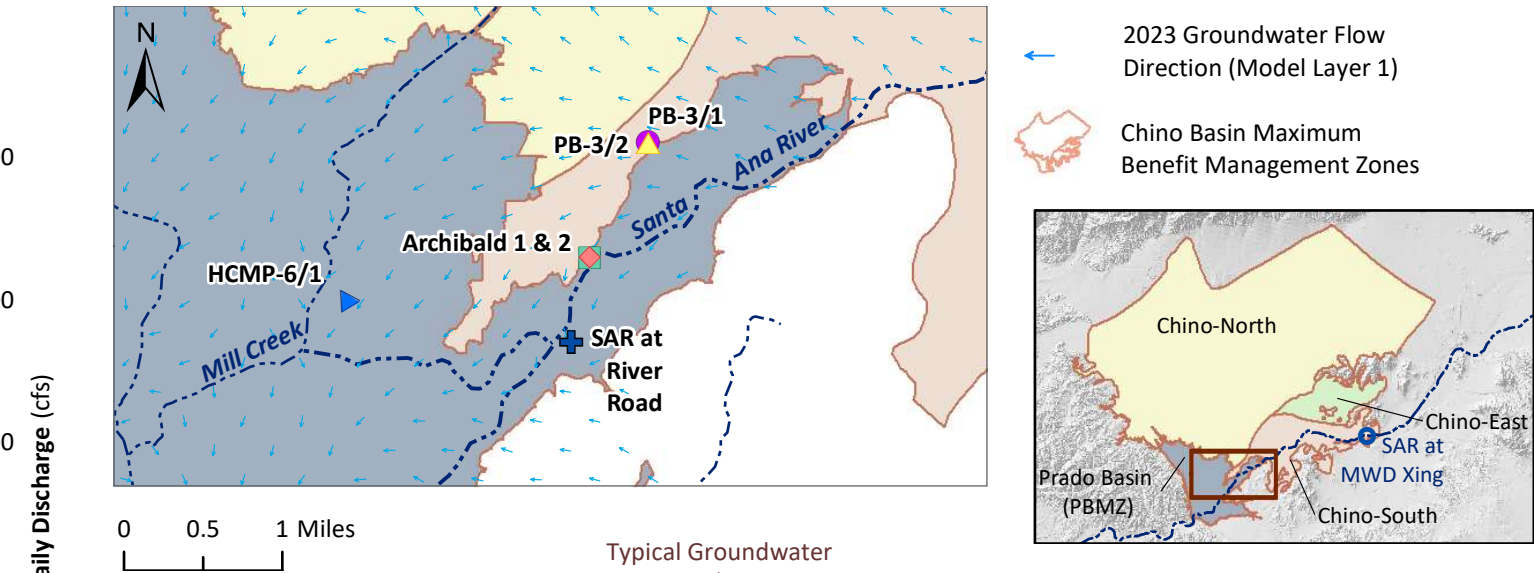 N
PB-3/1
PB-3/2
Santa Ana River
Archibald 1 & 2
HCMP-6/1
Mill Creek
SAR at
River
Road
0 0.5 1 Miles
Typical Groundwater
0
0
0
aily Discharge (cfs)
2023 Groundwater Flow
Direction (Model Layer 1)
Chino Basin Maximum
Benefit Management Zones
Chino-North
Chino-East
SAR at
MWD Xing
Prado Basin
(PBMZ)
Chino-South